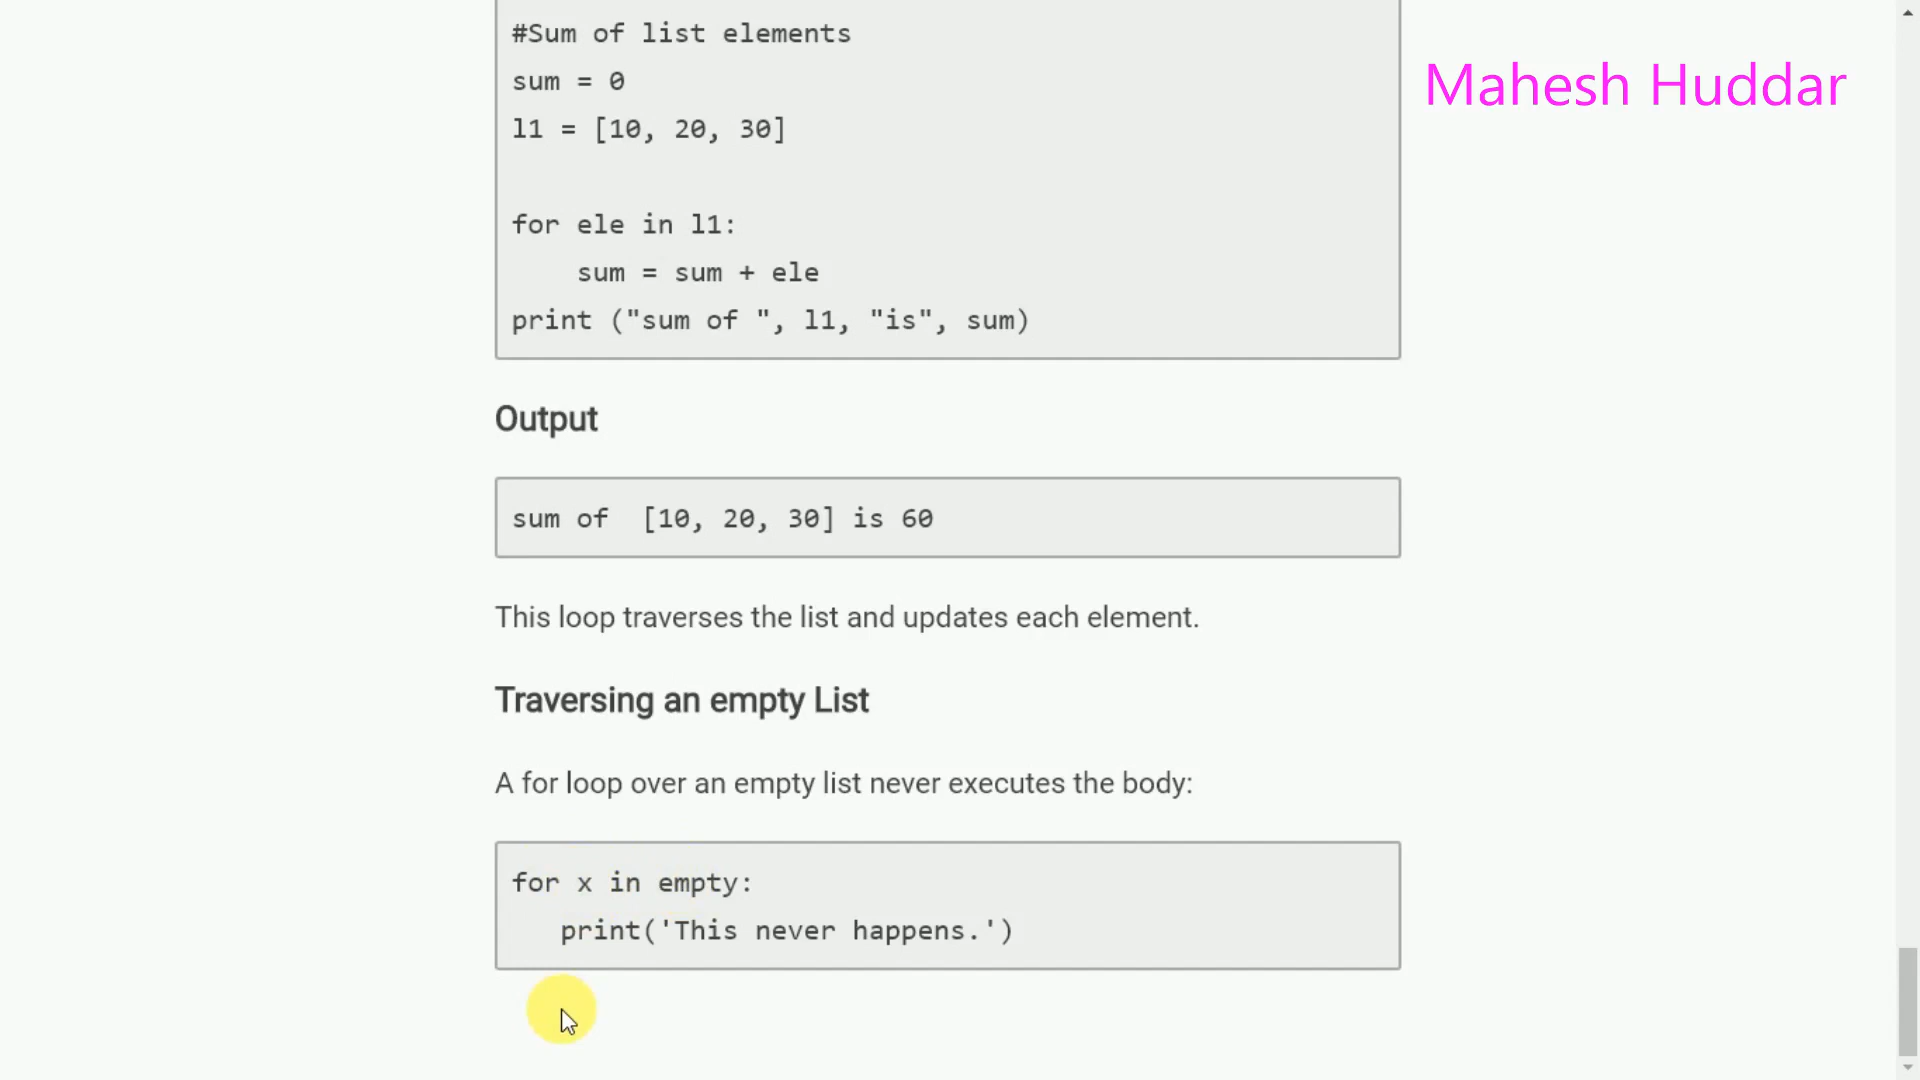 #Sum of list elements
sum = 0
l1 = [10, 20, 30]
for ele in l1:
    sum = sum + ele
print ("sum of ", l1, "is", sum)
Mahesh Huddar
Output
sum of  [10, 20, 30] is 60
This loop traverses the list and updates each element.
Traversing an empty List
A for loop over an empty list never executes the body:
for x in empty:
   print('This never happens.')